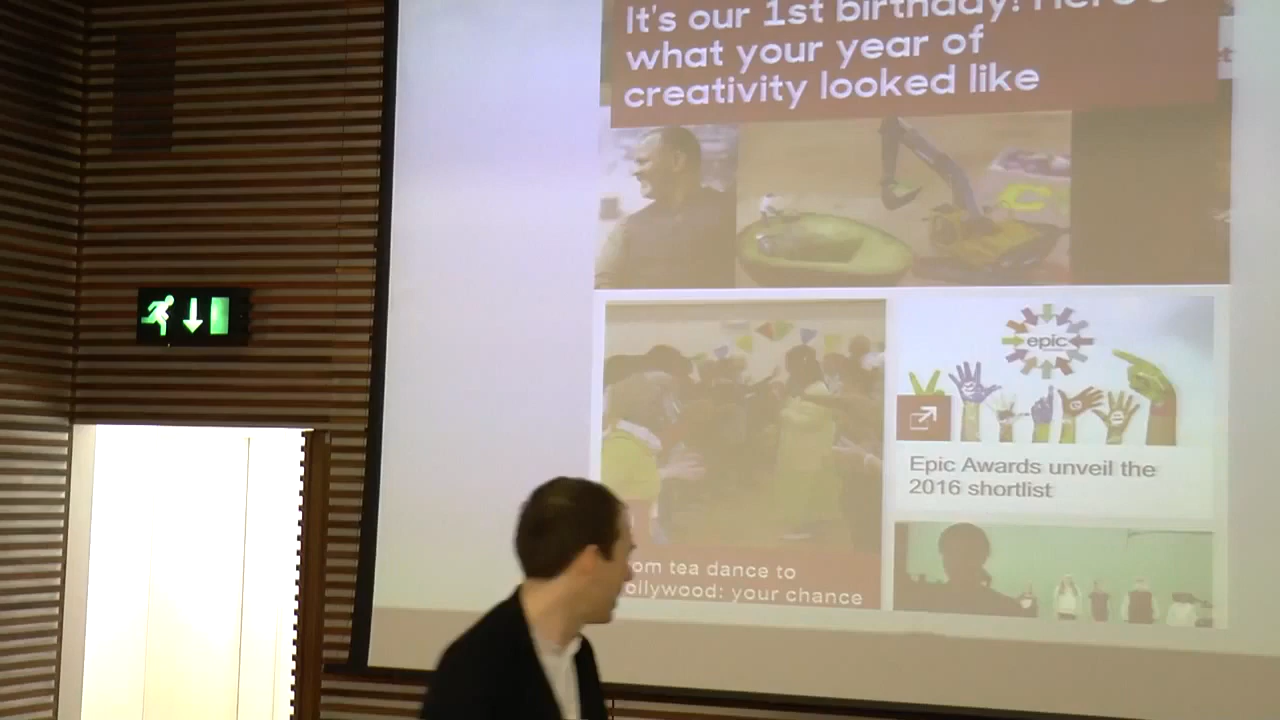 It's our 1st birthday! Here's
what your year of
creativity looked like
epic
Epic Awards unveil the
2016 shortlist
om tea dance to
ollywood: your chance